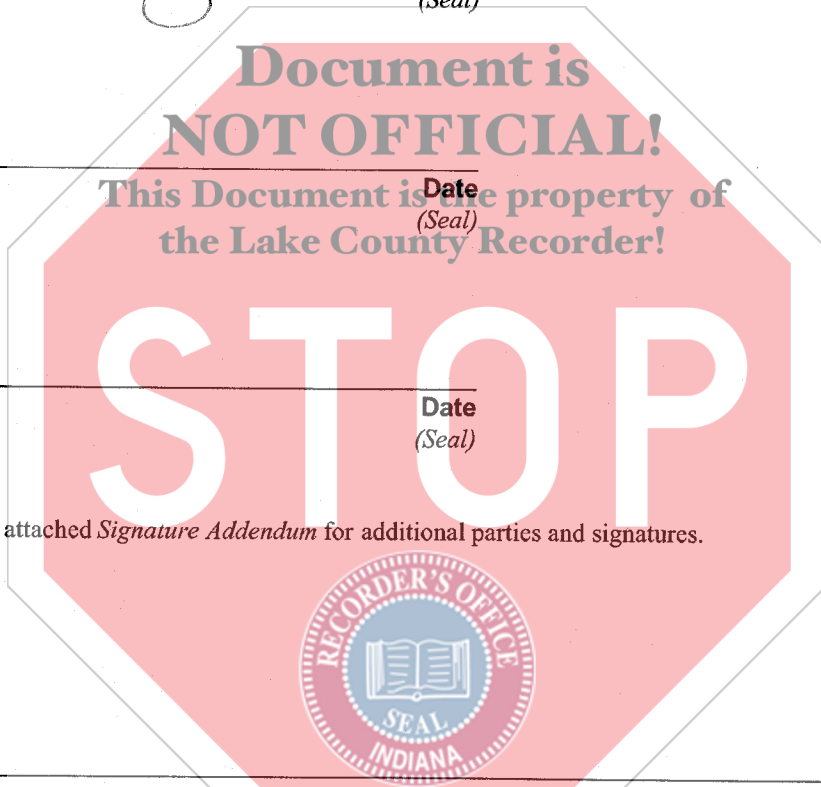 (Seal)
Document is
NOT OFFICIAL!
This Document is the property of
Date
(Seal)
the Lake County Recorder!
STOP
Date
(Seal)
attached Signature Addendum for additional parties and signatures.
RECORDER'S OFFICE
SEAL
INDIANA